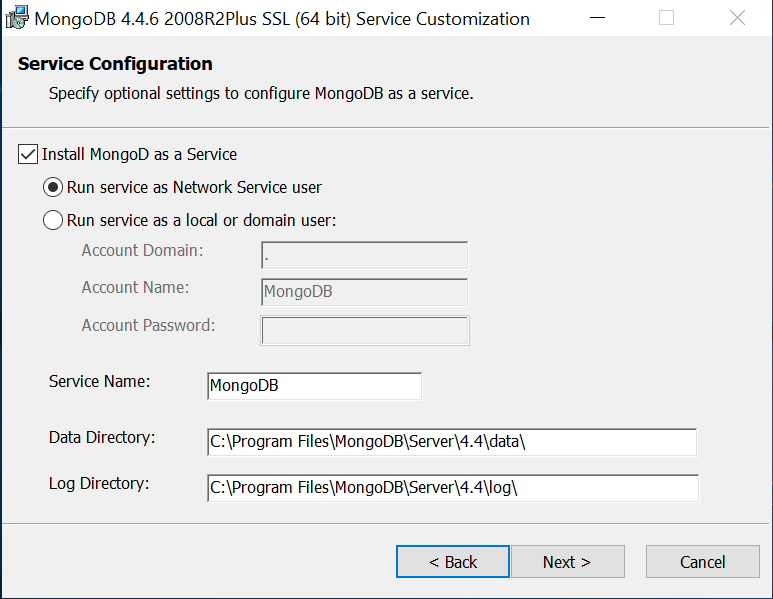 MongoDB 4.4.6 2008R2Plus SSL (64 bit) Service Customization
Service Configuration
Specify optional settings to configure MongoDB as a service.
Install MongoD as a Service
Run service as Network Service user
Run service as a local or domain user:
Account Domain: .
Account Name: MongoDB
Account Password:
Service Name: MongoDB
Data Directory: C:\Program Files\MongoDB\Server\4.4\data\
Log Directory: C:\Program Files\MongoDB\Server\4.4\log\
< Back Next > Cancel